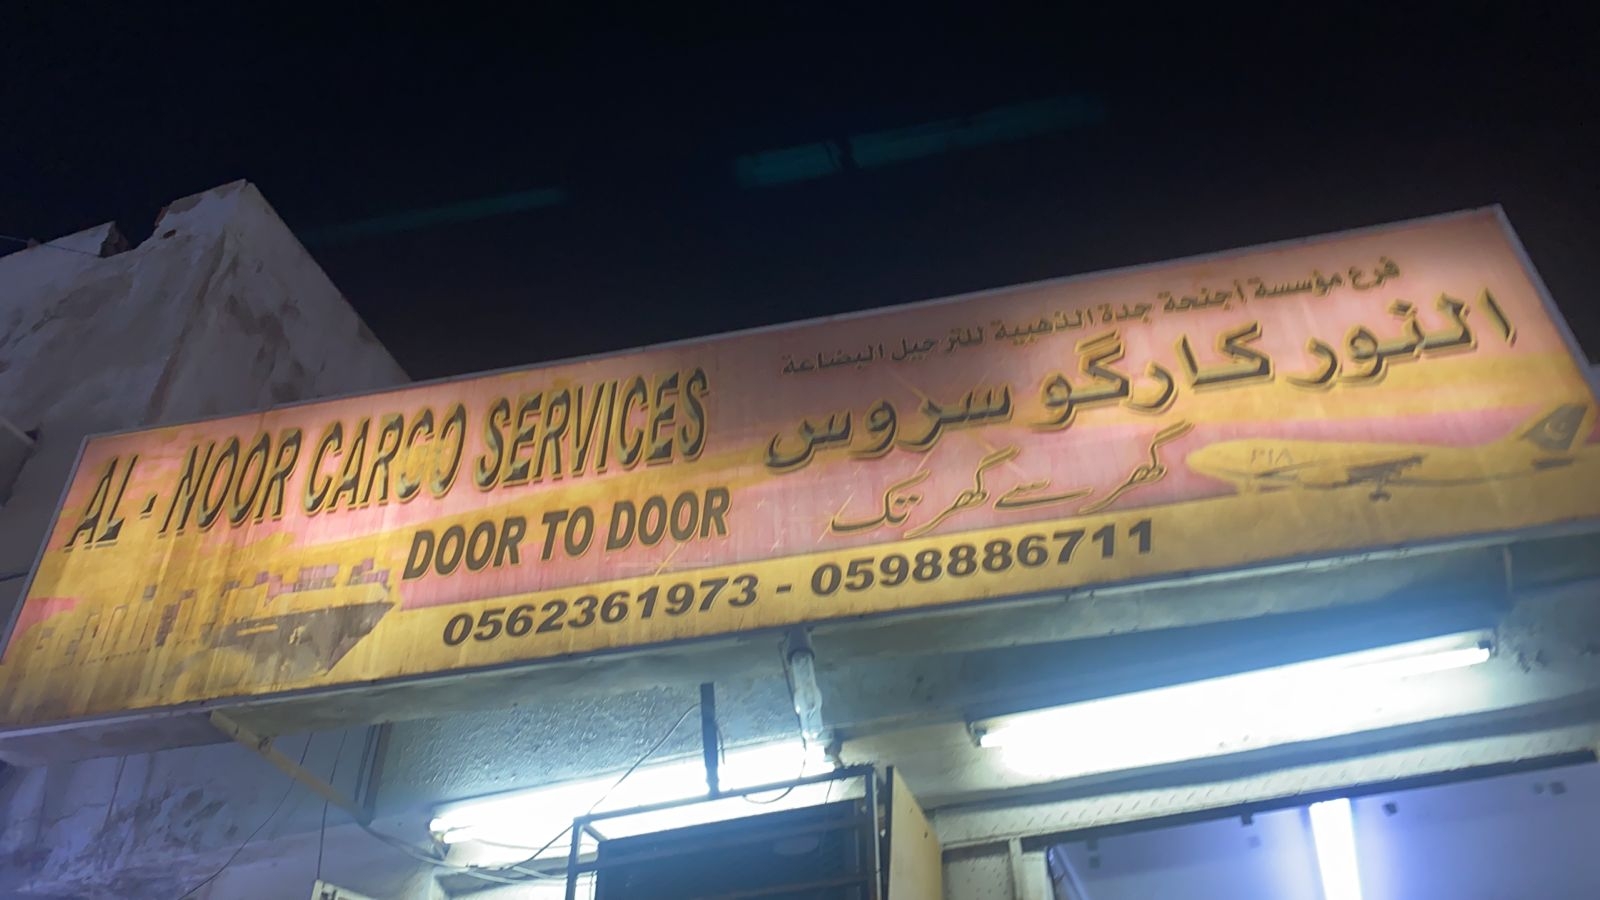 فرع مؤسسة أجنحة جدة الذهبية للترحيل البضاعة
النور كارگو سروس
AL - NOOR CARGO SERVICES
گھر سے گھر تک
DOOR TO DOOR
0562361973 - 0598886711
PIA